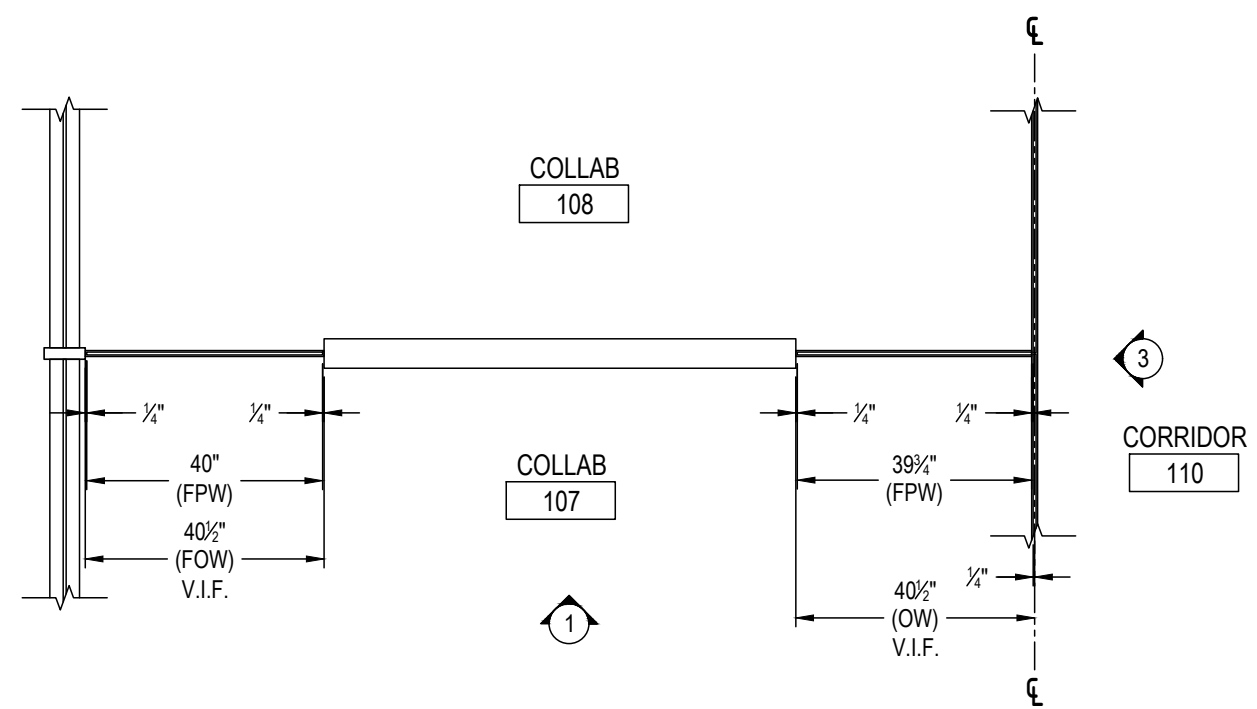 ℄
COLLAB
108
3
¼"
¼"
¼"
¼"
CORRIDOR
110
40"
(FPW)
COLLAB
107
39¾"
(FPW)
40½"
(FOW)
V.I.F.
¼"
40½"
(OW)
V.I.F.
1
℄